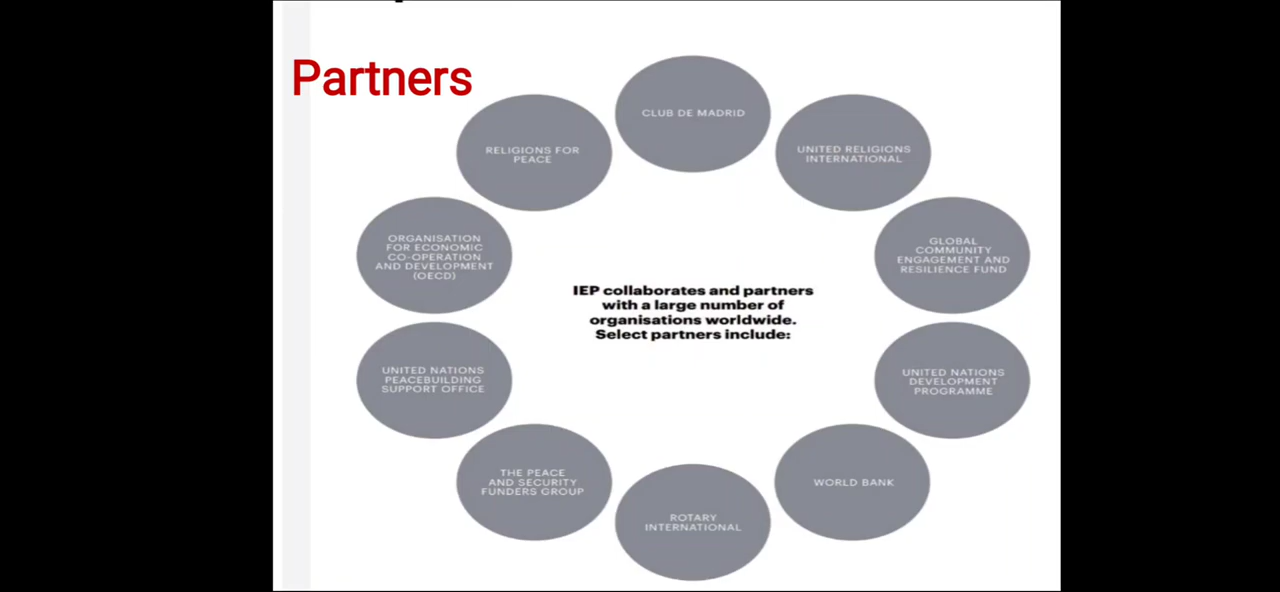 Partners
CLUB DE MADRID
RELIGIONS FOR
PEACE
UNITED RELIGIONS
INTERNATIONAL
ORGANISATION
FOR ECONOMIC
CO-OPERATION
AND DEVELOPMENT
(OECD)
GLOBAL
COMMUNITY
ENGAGEMENT AND
RESILIENCE FUND
IEP collaborates and partners
with a large number of
organisations worldwide.
Select partners include:
UNITED NATIONS
PEACEBUILDING
SUPPORT OFFICE
UNITED NATIONS
DEVELOPMENT
PROGRAMME
THE PEACE
AND SECURITY
FUNDERS GROUP
WORLD BANK
ROTARY
INTERNATIONAL